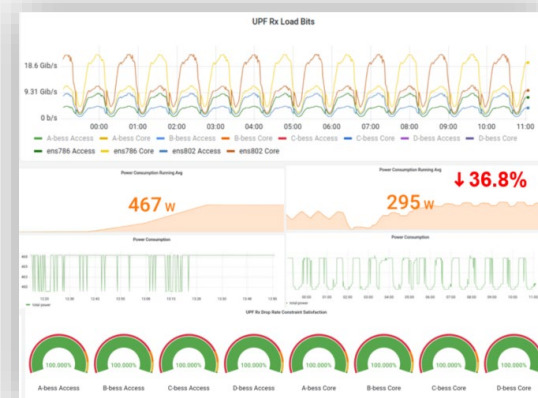 UPF Rx Load Bits
18.6 Gib/s
9.31 Gib/s
0 b/s
00:00 01:00 02:00 03:00 04:00 05:00 06:00 07:00 08:00 09:00 10:00 11:00
A-bess Access A-bess Core B-bess Access B-bess Core C-bess Access C-bess Core D-bess Access D-bess Core
ens786 Access ens786 Core ens802 Access ens802 Core
Power Consumption Running Avg
467 W
Power Consumption Running Avg
↓ 36.8%
295 W
Power Consumption
total power
Power Consumption
total power
UPF Rx Drop Rate Constraint Satisfaction
100.000% 100.000% 100.000% 100.000% 100.000% 100.000% 100.000% 100.000%
A-bess Access B-bess Access C-bess Access D-bess Access A-bess Core B-bess Core C-bess Core D-bess Core